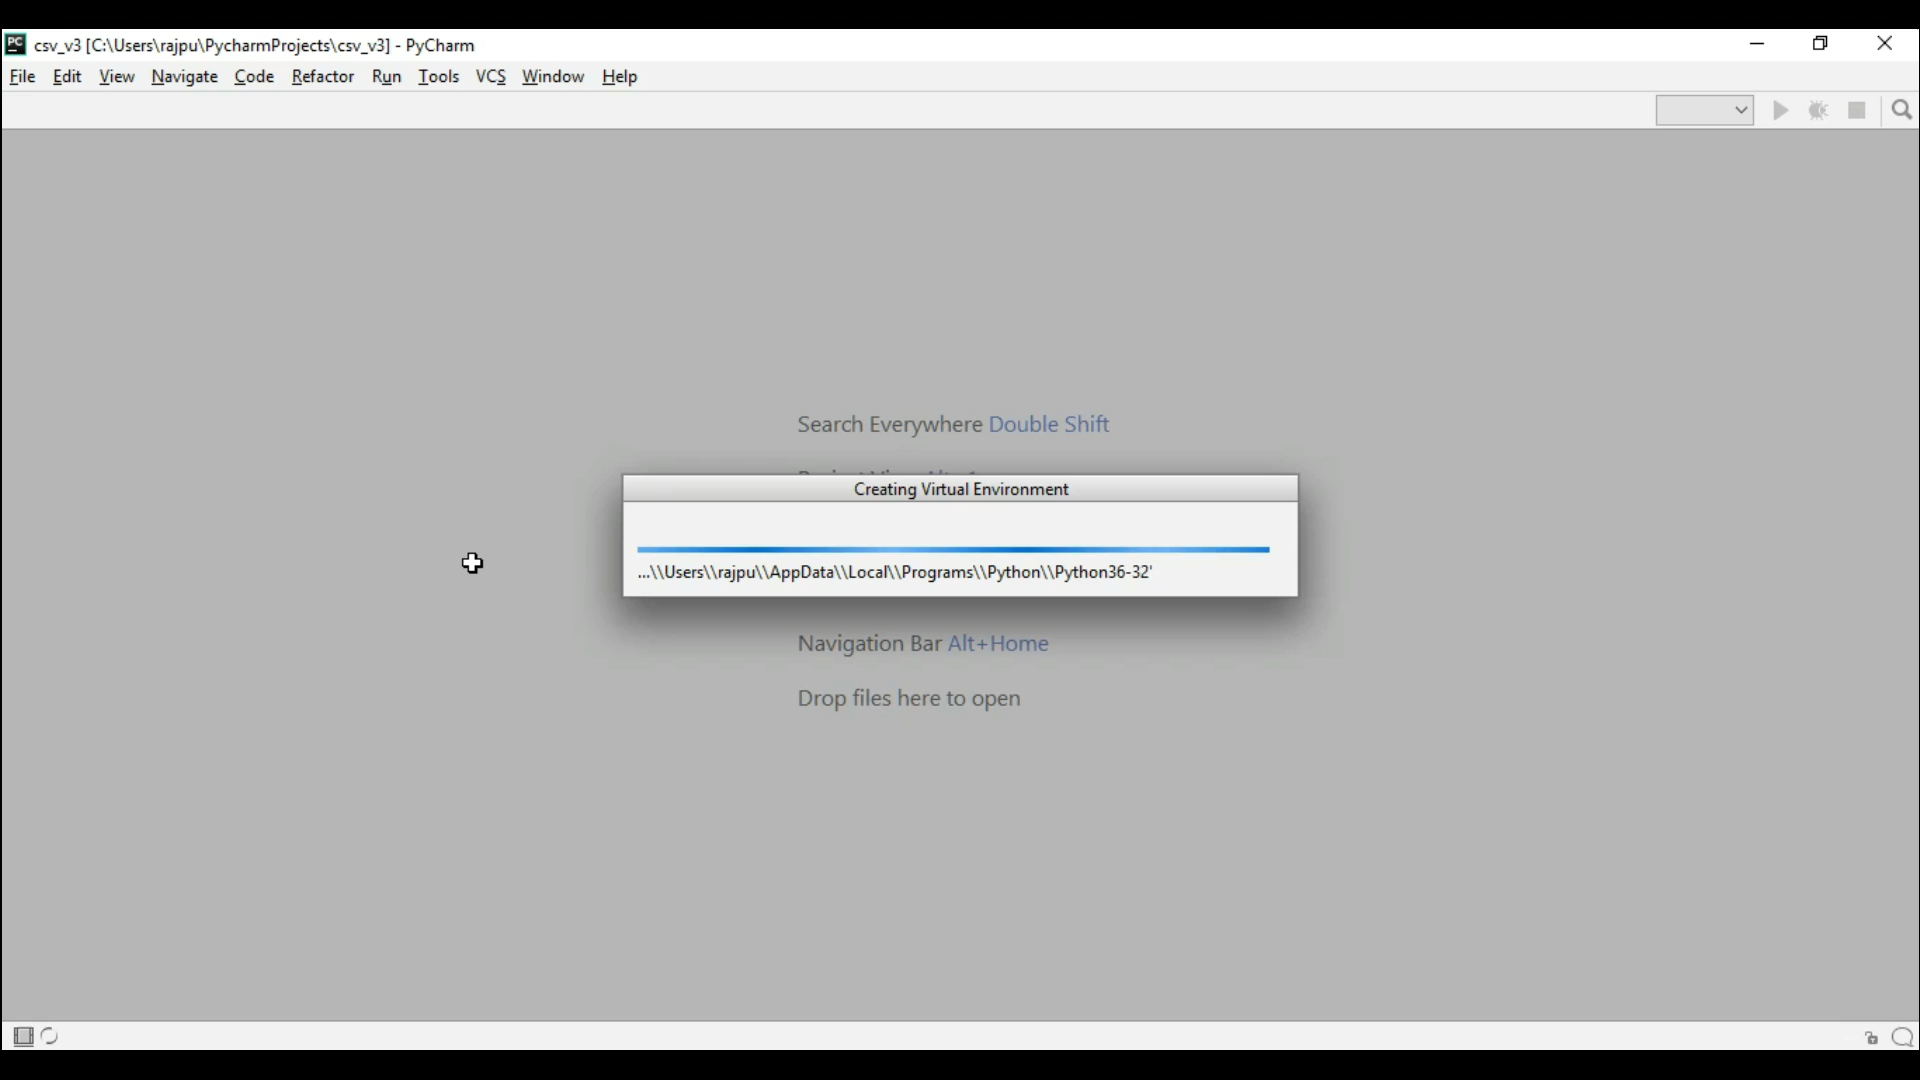 PC csv_v3 [C:\Users\rajpu\PycharmProjects\csv_v3] - PyCharm
File Edit View Navigate Code Refactor Run Tools VCS Window Help
Search Everywhere Double Shift
Creating Virtual Environment
...\\Users\\rajpu\\AppData\\Local\\Programs\\Python\\Python36-32'
Navigation Bar Alt+Home
Drop files here to open